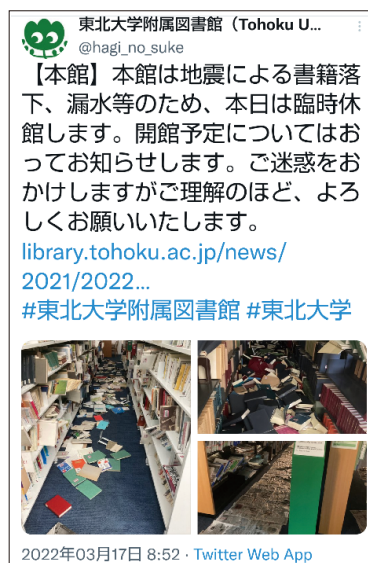 東北大学附属図書館（Tohoku U...
@hagi_no_suke
【本館】本館は地震による書籍落
下、漏水等のため、本日は臨時休
館します。開館予定についてはお
ってお知らせします。ご迷惑をお
かけしますがご理解のほど、よろ
しくお願いいたします。
library.tohoku.ac.jp/news/
2021/2022...
#東北大学附属図書館 #東北大学
2022年03月17日 8:52 · Twitter Web App